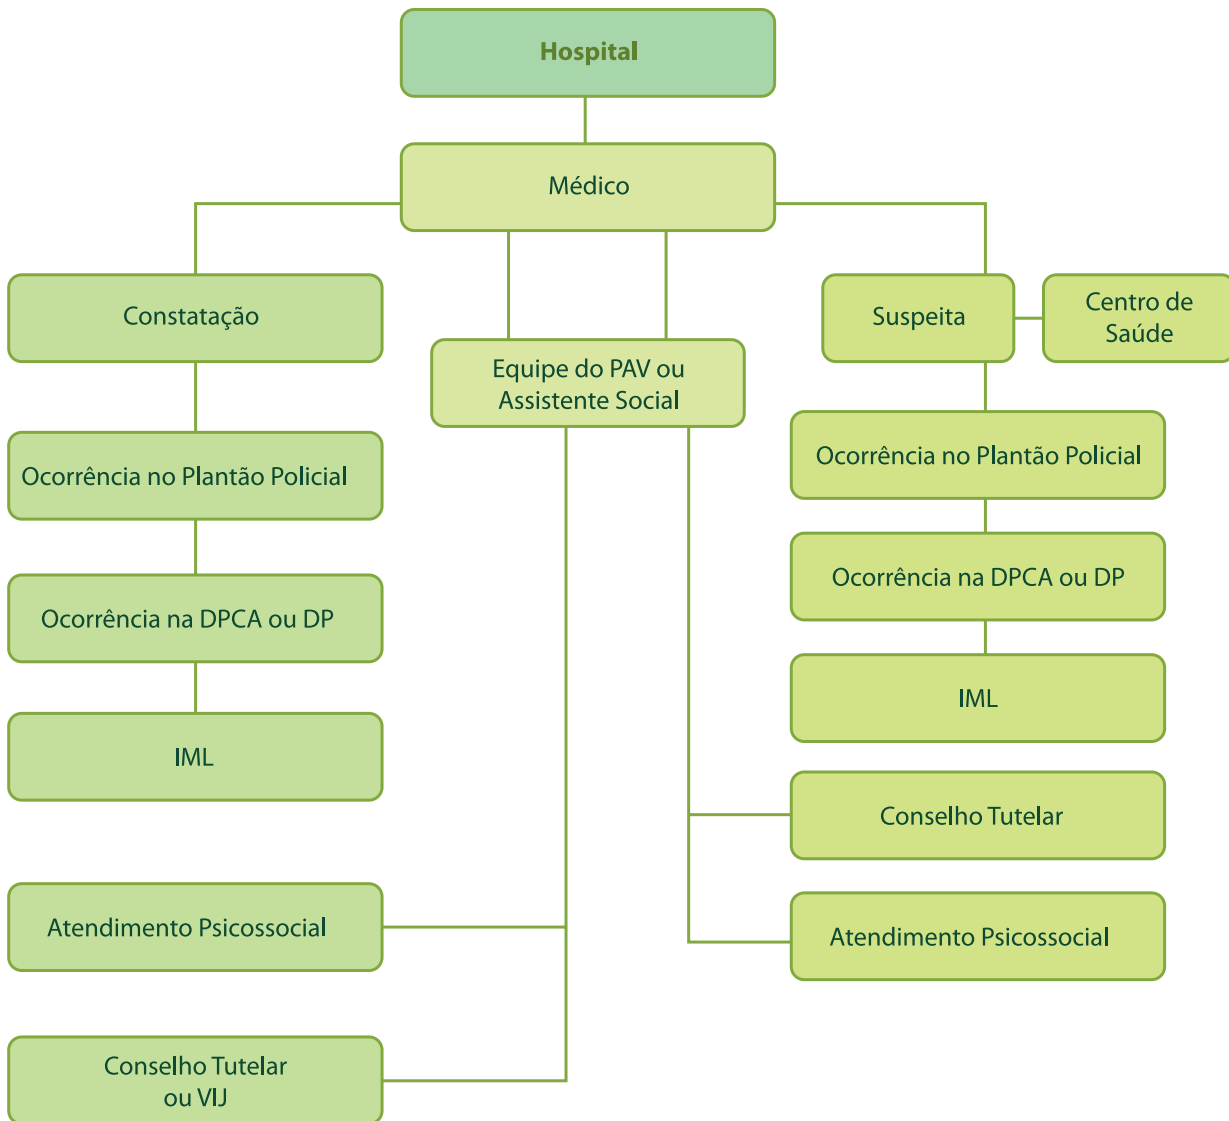 Hospital
Médico
Constatação
Suspeita
Centro de
Saúde
Equipe do PAV ou
Assistente Social
Ocorrência no Plantão Policial
Ocorrência no Plantão Policial
Ocorrência na DPCA ou DP
Ocorrência na DPCA ou DP
IML
IML
Conselho Tutelar
Atendimento Psicossocial
Atendimento Psicossocial
Conselho Tutelar
ou VIJ